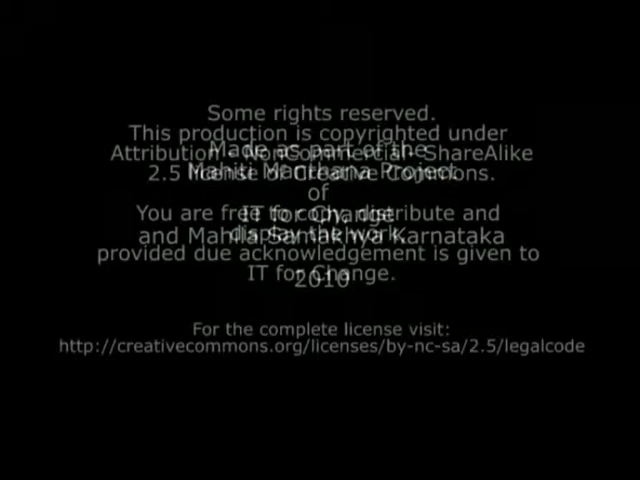 Some rights reserved.
This production is copyrighted under
Attribution - NonCommercial - ShareAlike
2.5 license of Creative Commons.
You are free to copy, distribute and
display the work,
provided due acknowledgement is given to
IT for Change.
For the complete license visit:
http://creativecommons.org/licenses/by-nc-sa/2.5/legalcode
Made as part of the
Mahiti Manthana Project
of
IT for Change
and Mahila Samakhya Karnataka
2010